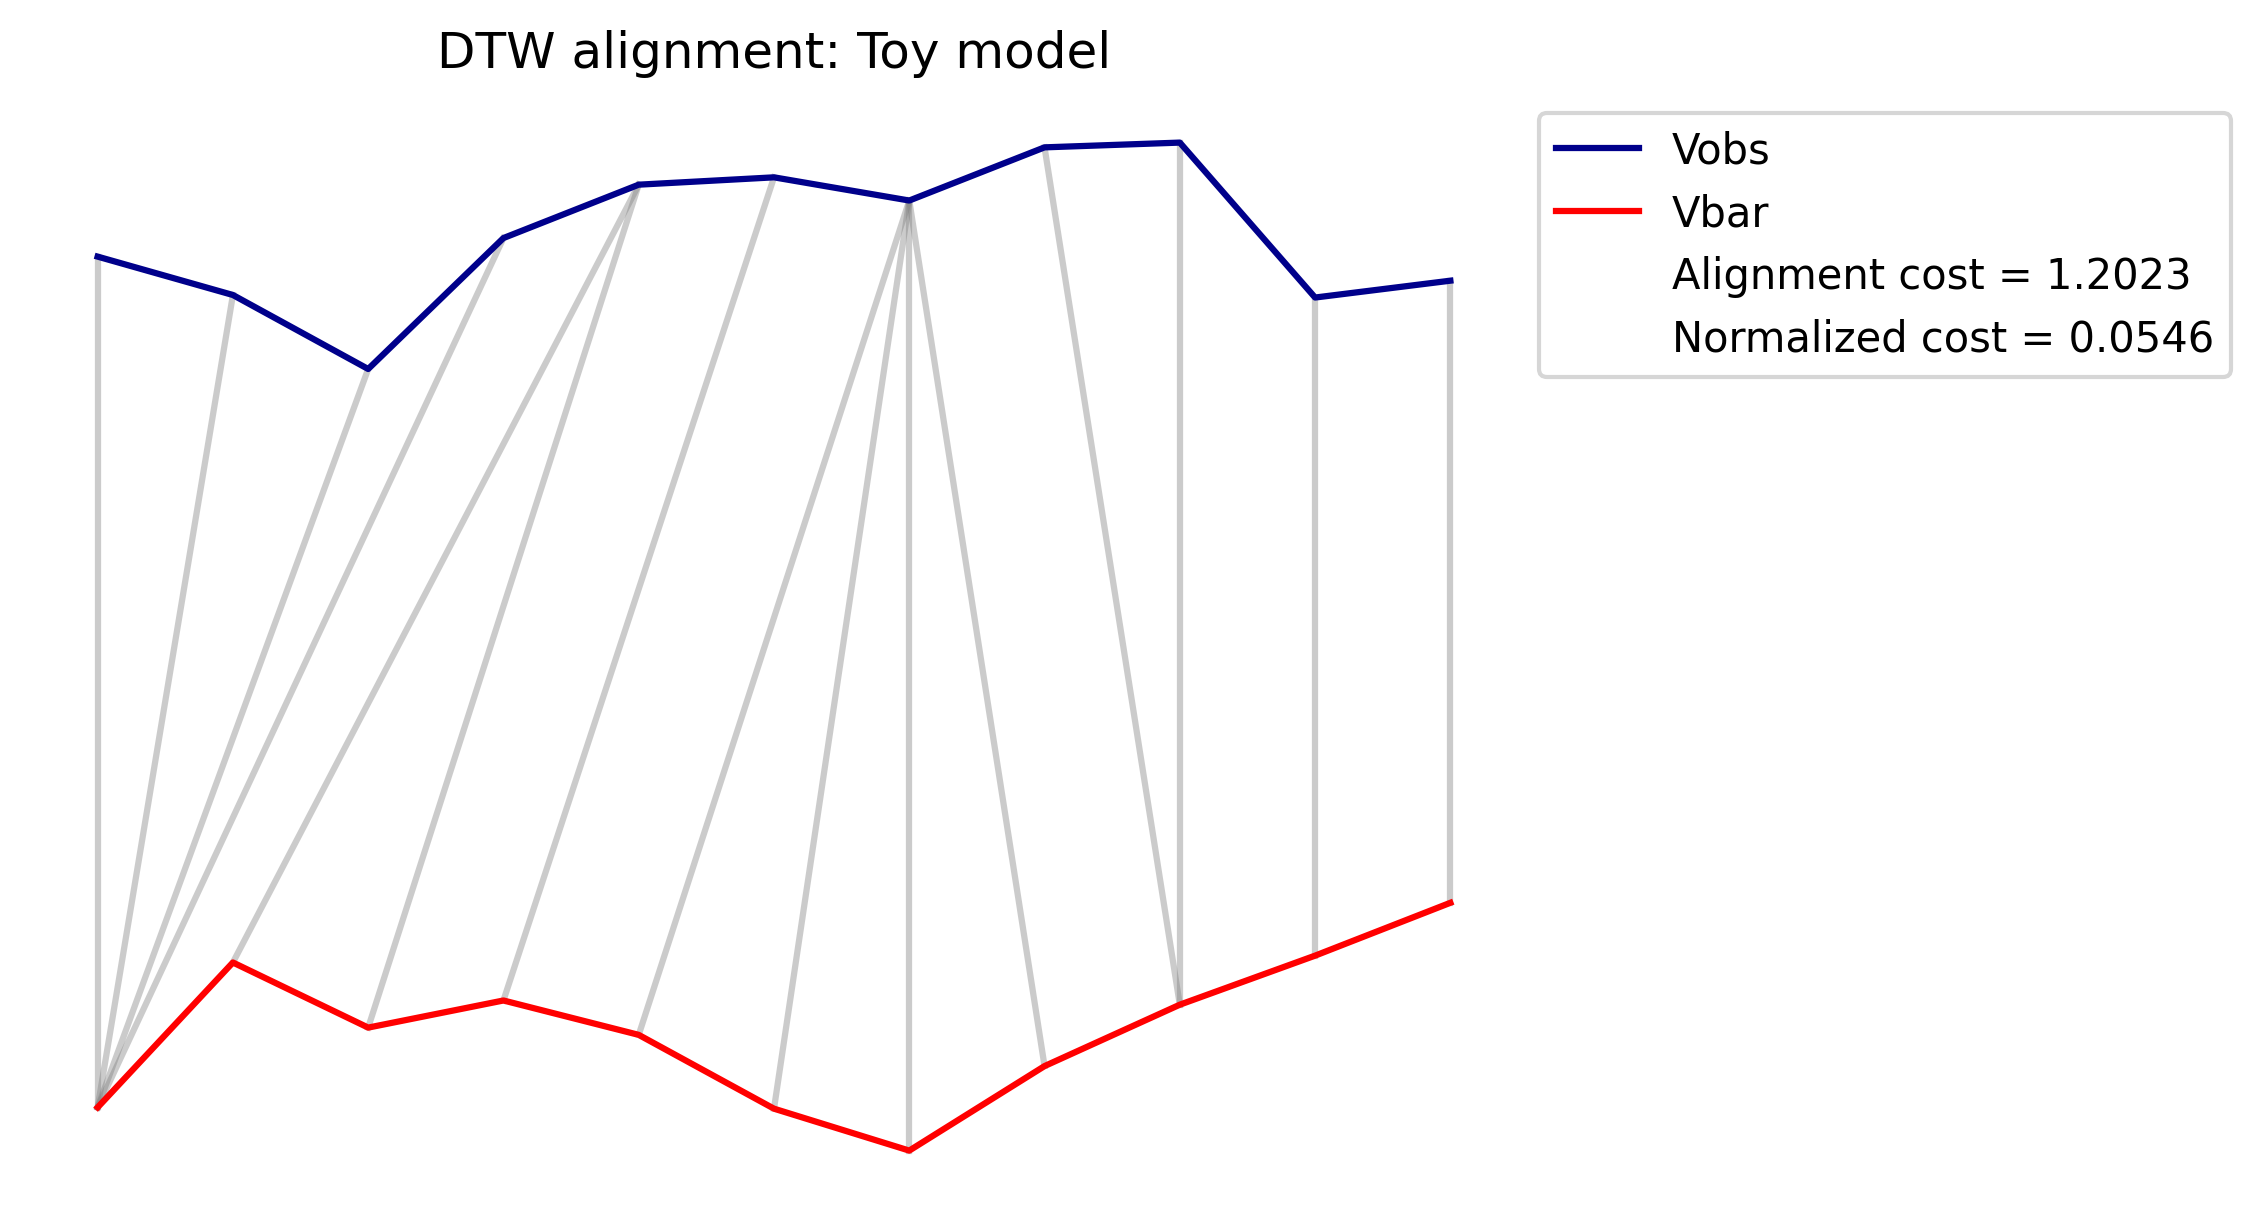 DTW alignment: Toy model
Vobs
Vbar
Alignment cost = 1.2023
Normalized cost = 0.0546